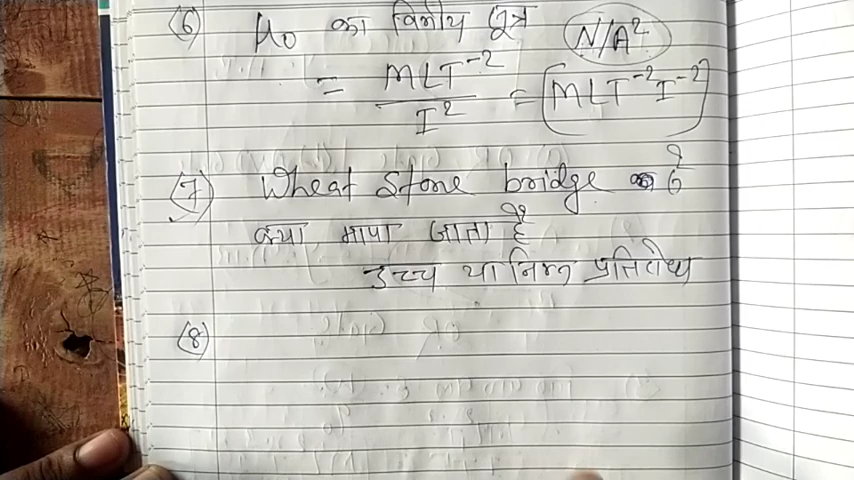 (6) μ₀ का विमीय सूत्र N/A²
= MLT⁻² / I² = [MLT⁻²I⁻²]
(7) Wheat Stone bridge से
क्या मापा जाता है
उच्च या निम्न प्रतिरोध
(8)